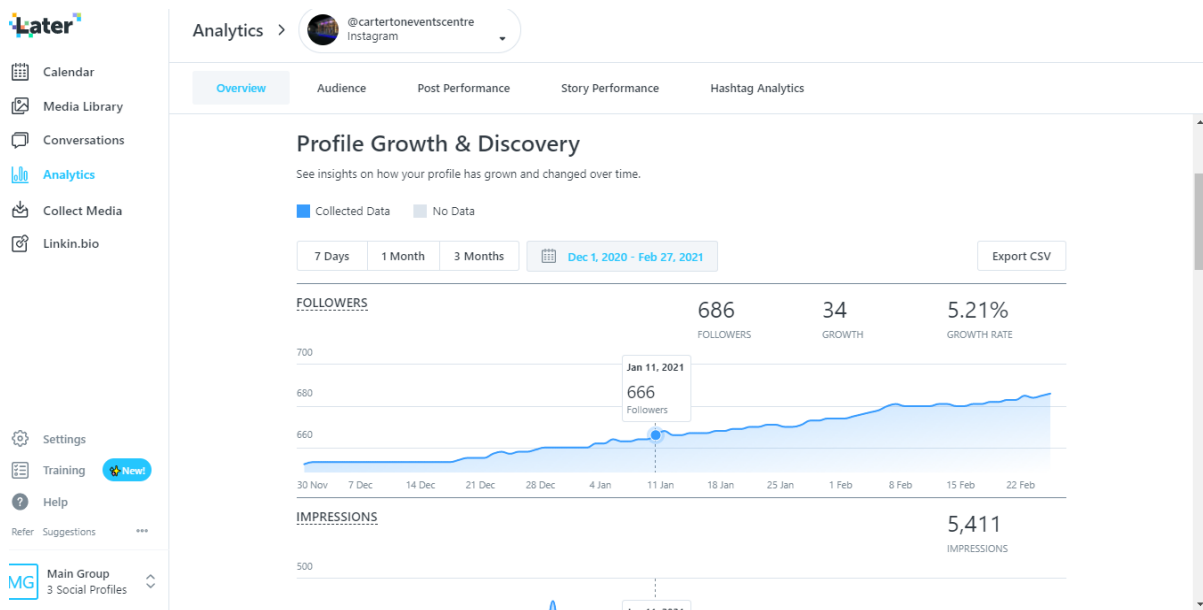 Later
Analytics > @cartertoneventscentre
Instagram
Calendar
Media Library
Conversations
Analytics
Collect Media
Linkin.bio
Settings
Training New!
Help
Refer Suggestions
MG Main Group
3 Social Profiles
Overview Audience Post Performance Story Performance Hashtag Analytics
Profile Growth & Discovery
See insights on how your profile has grown and changed over time.
Collected Data No Data
7 Days 1 Month 3 Months Dec 1, 2020 - Feb 27, 2021 Export CSV
FOLLOWERS
686 34 5.21%
FOLLOWERS GROWTH GROWTH RATE
700
Jan 11, 2021
666
Followers
680
660
30 Nov 7 Dec 14 Dec 21 Dec 28 Dec 4 Jan 11 Jan 18 Jan 25 Jan 1 Feb 8 Feb 15 Feb 22 Feb
IMPRESSIONS
5,411
IMPRESSIONS
500